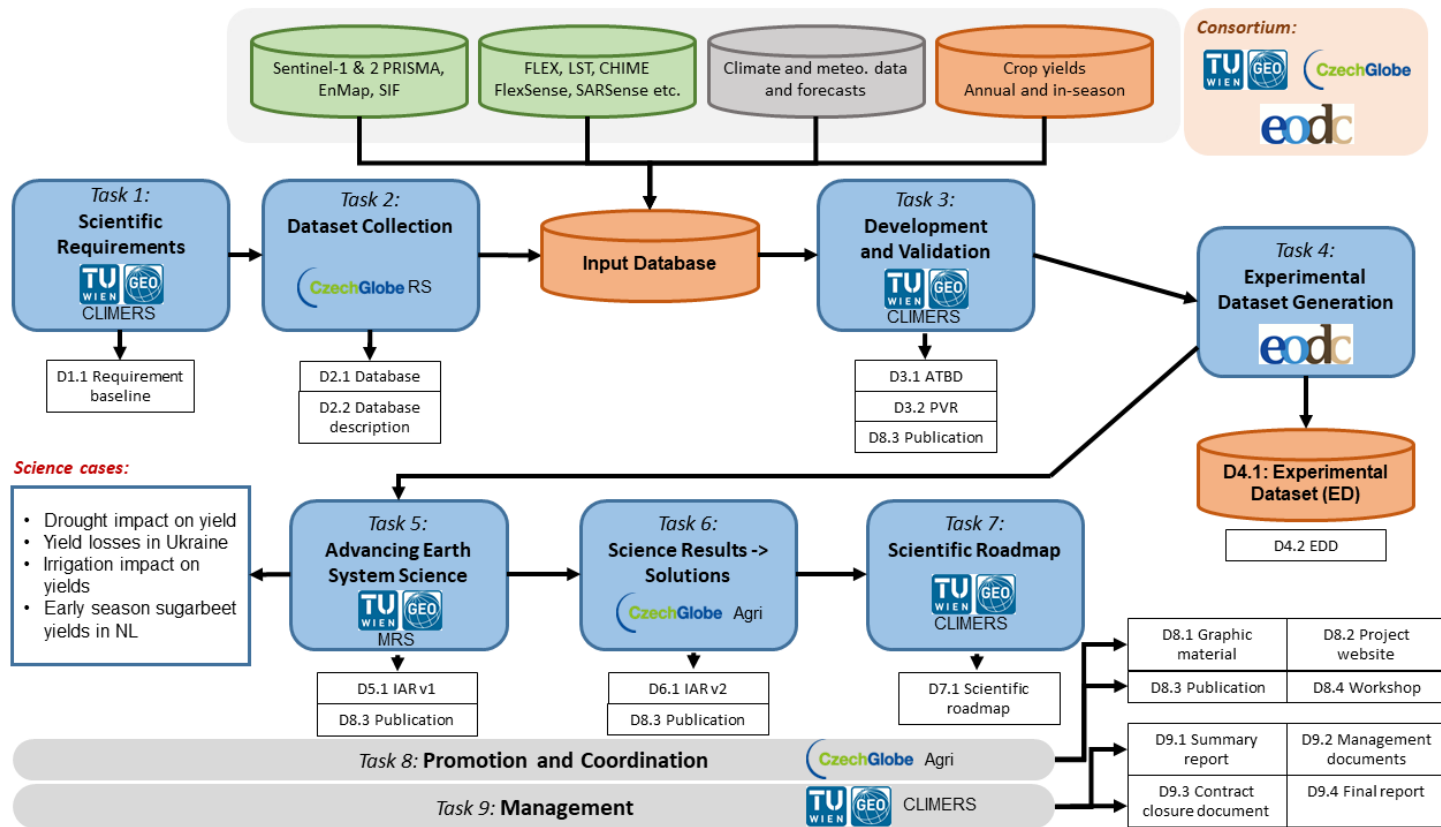 Sentinel-1 & 2 PRISMA,
EnMap, SIF
FLEX, LST, CHIME
FlexSense, SARSense etc.
Climate and meteo. data
and forecasts
Crop yields
Annual and in-season
Consortium:
TU WIEN GEO
CzechGlobe
eodc
Task 1:
Scientific
Requirements
TU WIEN GEO
CLIMERS
Task 2:
Dataset Collection
CzechGlobe RS
Input Database
Task 3:
Development
and Validation
TU WIEN GEO
CLIMERS
Task 4:
Experimental
Dataset Generation
eodc
D1.1 Requirement
baseline
D2.1 Database
D2.2 Database
description
D3.1 ATBD
D3.2 PVR
D8.3 Publication
D4.1: Experimental
Dataset (ED)
D4.2 EDD
Science cases:
• Drought impact on yield
• Yield losses in Ukraine
• Irrigation impact on
yields
• Early season sugarbeet
yields in NL
Task 5:
Advancing Earth
System Science
TU WIEN GEO
MRS
Task 6:
Science Results ->
Solutions
CzechGlobe Agri
Task 7:
Scientific Roadmap
TU WIEN GEO
CLIMERS
D5.1 IAR v1
D8.3 Publication
D6.1 IAR v2
D8.3 Publication
D7.1 Scientific
roadmap
D8.1 Graphic
material
D8.2 Project
website
D8.3 Publication
D8.4 Workshop
Task 8: Promotion and Coordination
CzechGlobe Agri
D9.1 Summary
report
D9.2 Management
documents
D9.3 Contract
closure document
D9.4 Final report
Task 9: Management
TU WIEN GEO CLIMERS